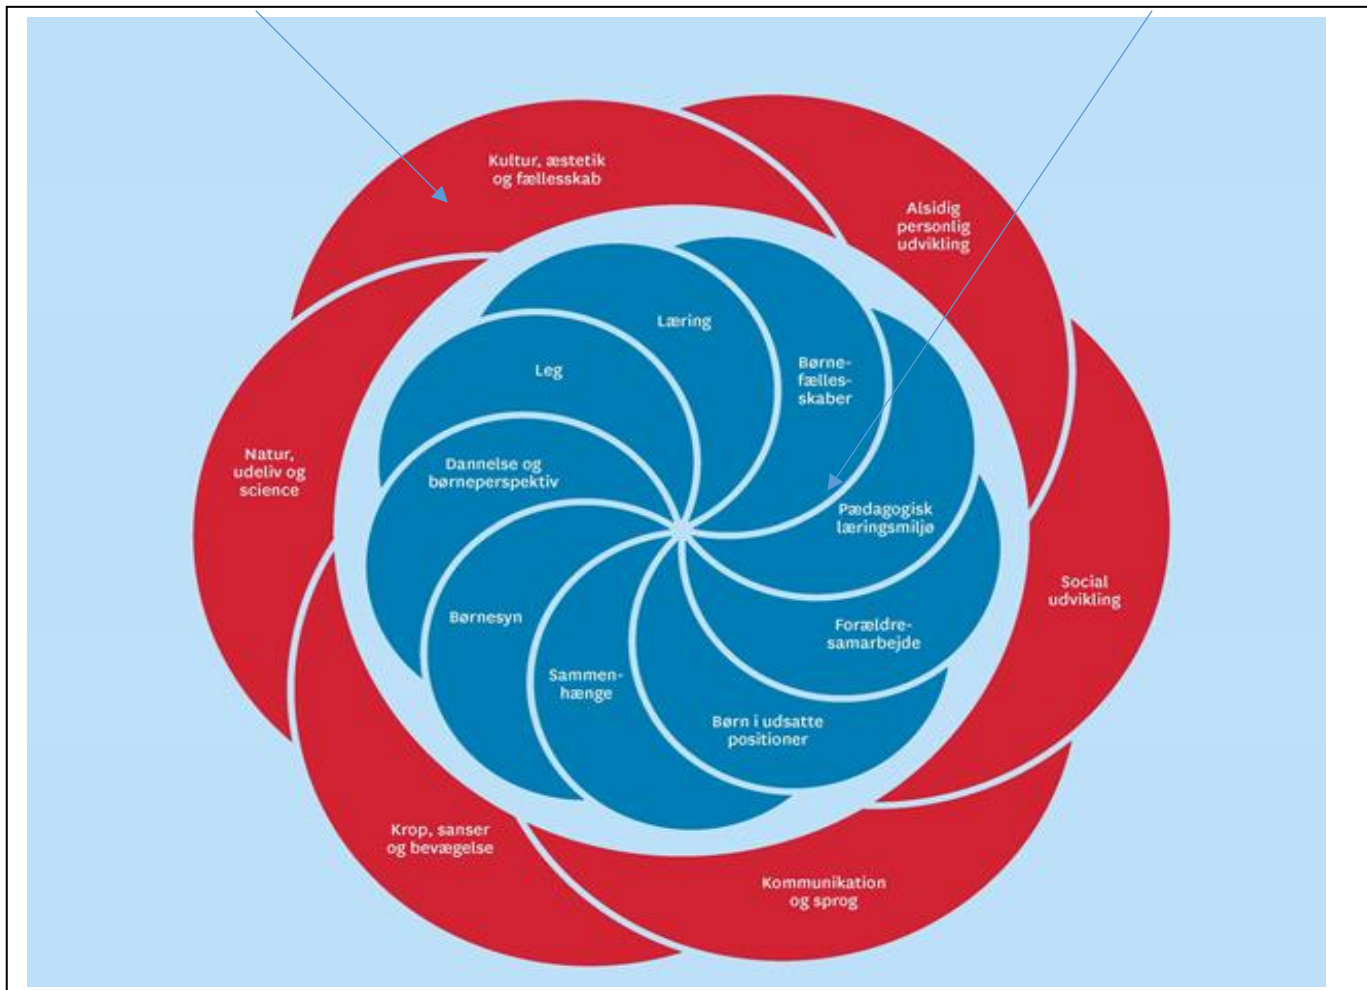 Kultur, æstetik
og fællesskab
Alsidig
personlig
udvikling
Læring
Børne-
fælles-
skaber
Leg
Natur,
udeliv og
science
Dannelse og
børneperspektiv
Pædagogisk
læringsmiljø
Social
udvikling
Børnesyn
Forældre-
samarbejde
Sammen-
hænge
Børn i udsatte
positioner
Krop, sanser
og bevægelse
Kommunikation
og sprog